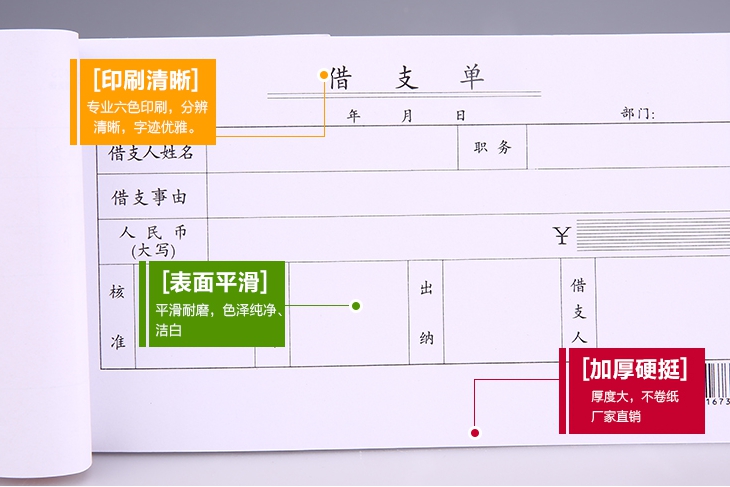 [印刷清晰]
专业六色印刷，分辨
清晰，字迹优雅。
借 支 单
年 月 日 部门：
借支人姓名 职务
借支事由
人民币
(大写) ¥
[表面平滑]
平滑耐磨，色泽纯净、
洁白
核准 出纳 借支人
[加厚硬挺]
厚度大，不卷纸
厂家直销
1673